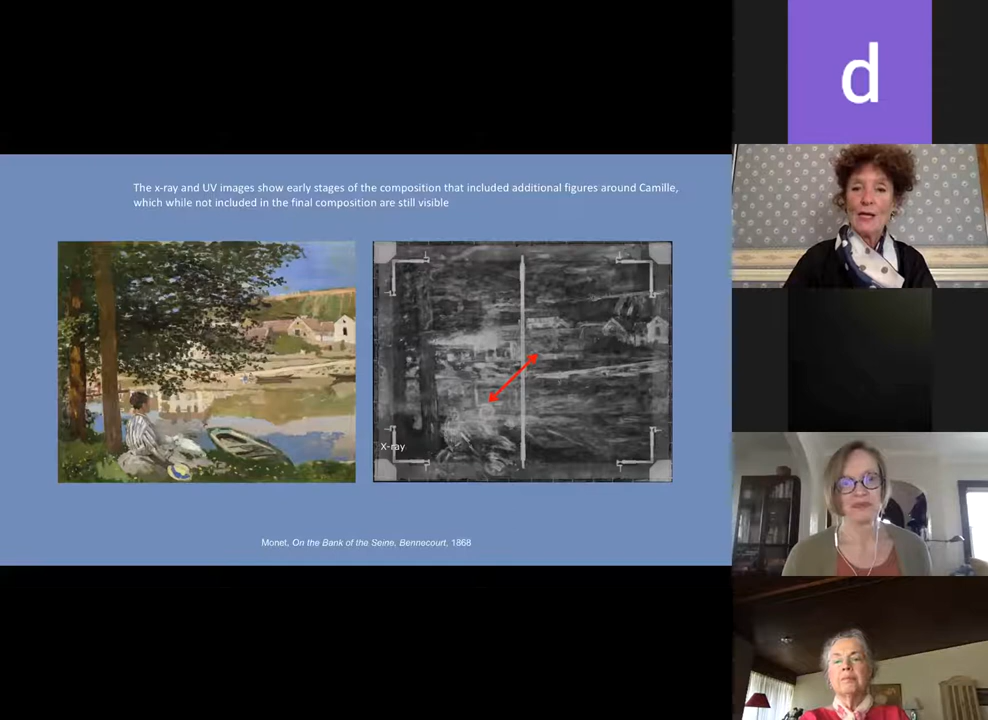 The x-ray and UV images show early stages of the composition that included additional figures around Camille,
which while not included in the final composition are still visible
X-ray
Monet, On the Bank of the Seine, Bennecourt, 1868
d